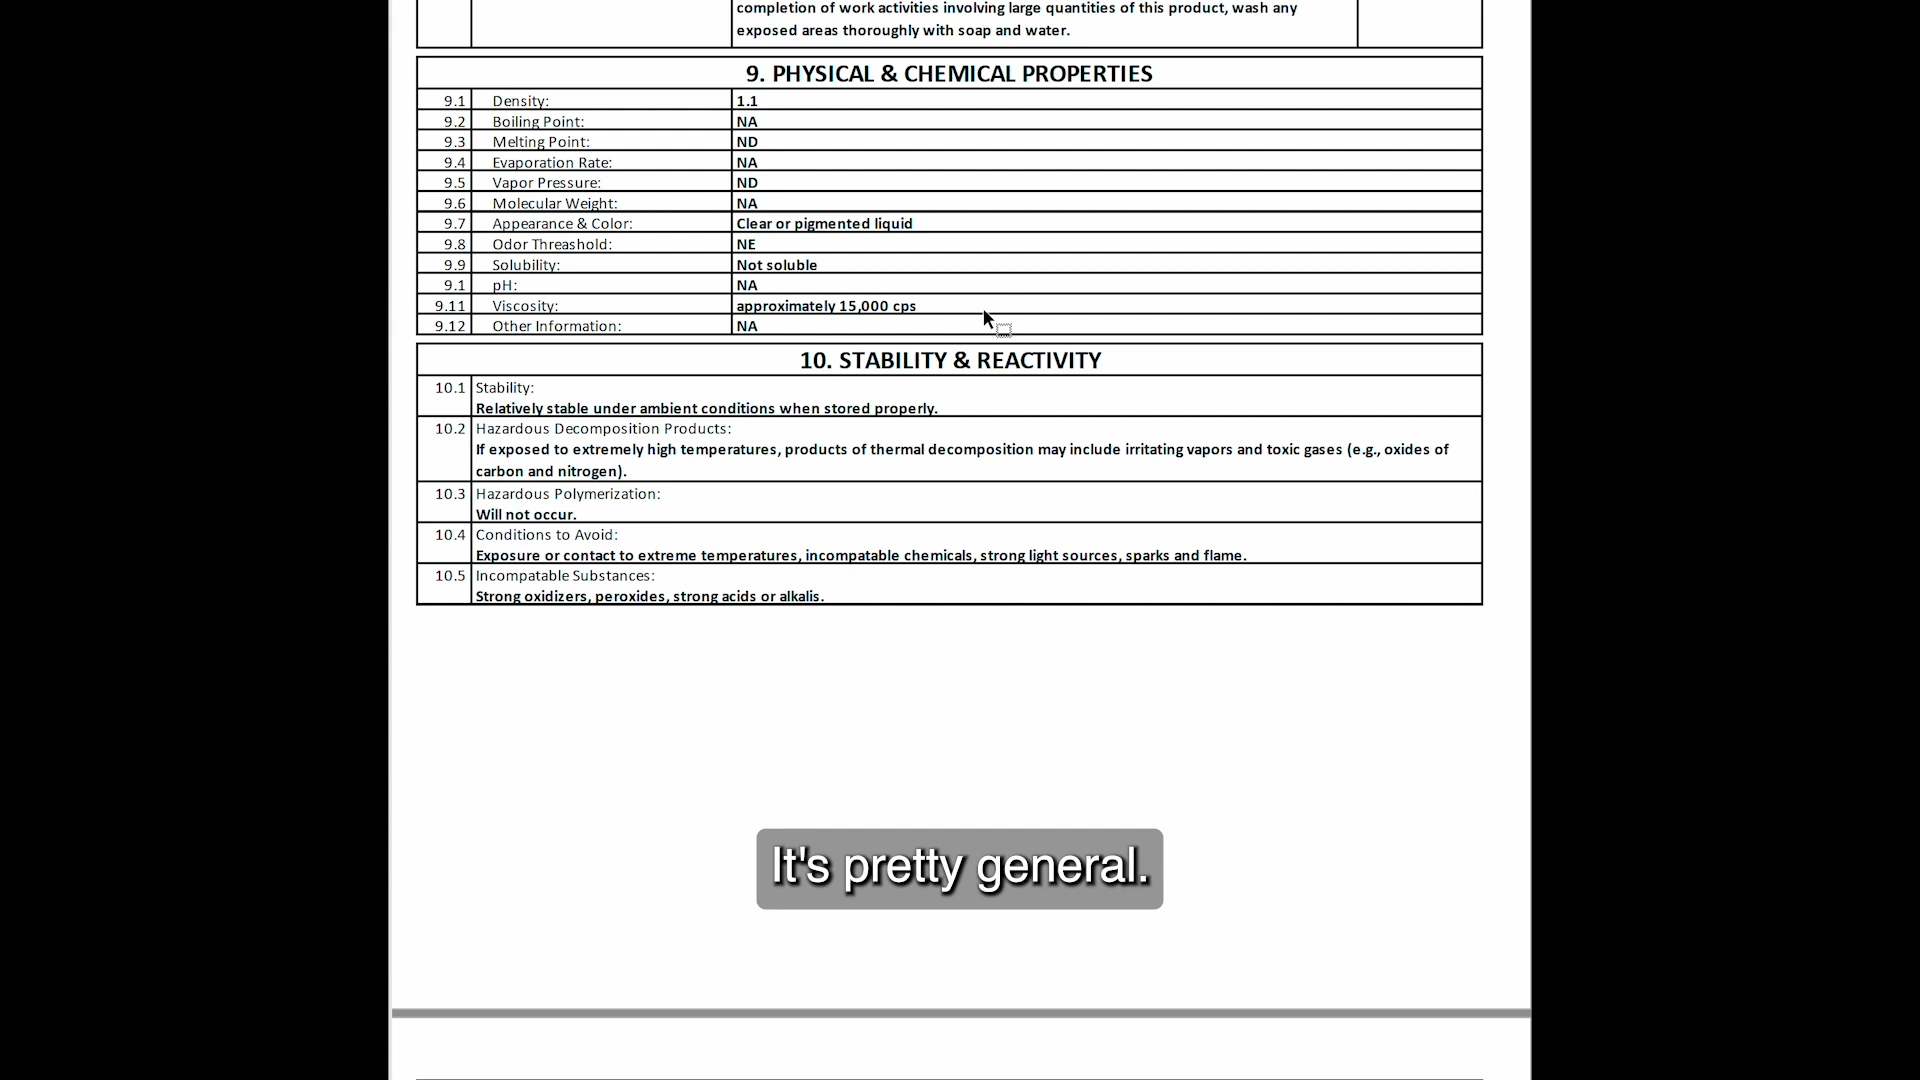 completion of work activities involving large quantities of this product, wash any
exposed areas thoroughly with soap and water.
9. PHYSICAL & CHEMICAL PROPERTIES
9.1 Density: 1.1
9.2 Boiling Point: NA
9.3 Melting Point: ND
9.4 Evaporation Rate: NA
9.5 Vapor Pressure: ND
9.6 Molecular Weight: NA
9.7 Appearance & Color: Clear or pigmented liquid
9.8 Odor Threashold: NE
9.9 Solubility: Not soluble
9.1 pH: NA
9.11 Viscosity: approximately 15,000 cps
9.12 Other Information: NA
10. STABILITY & REACTIVITY
10.1 Stability:
Relatively stable under ambient conditions when stored properly.
10.2 Hazardous Decomposition Products:
If exposed to extremely high temperatures, products of thermal decomposition may include irritating vapors and toxic gases (e.g., oxides of
carbon and nitrogen).
10.3 Hazardous Polymerization:
Will not occur.
10.4 Conditions to Avoid:
Exposure or contact to extreme temperatures, incompatable chemicals, strong light sources, sparks and flame.
10.5 Incompatable Substances:
Strong oxidizers, peroxides, strong acids or alkalis.
It's pretty general.